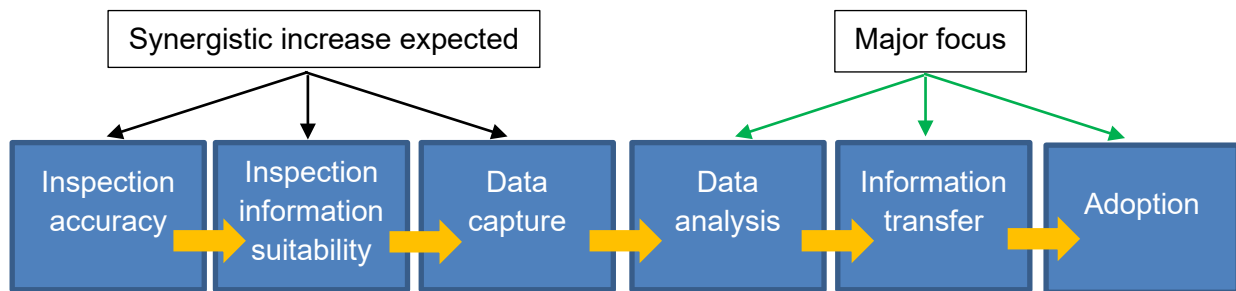 Synergistic increase expected
Major focus
Inspection
accuracy
Inspection
information
suitability
Data
capture
Data
analysis
Information
transfer
Adoption